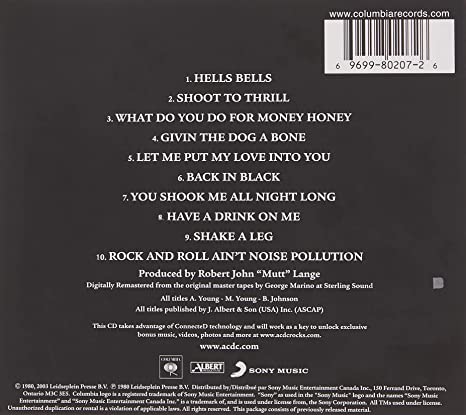 www.columbiarecords.com
6 96998-0207-2 6
1. HELLS BELLS
2. SHOOT TO THRILL
3. WHAT DO YOU DO FOR MONEY HONEY
4. GIVIN THE DOG A BONE
5. LET ME PUT MY LOVE INTO YOU
6. BACK IN BLACK
7. YOU SHOOK ME ALL NIGHT LONG
8. HAVE A DRINK ON ME
9. SHAKE A LEG
10. ROCK AND ROLL AIN'T NOISE POLLUTION
Produced by Robert John "Mutt" Lange
Digitally Remastered from the original master tapes by George Marino at Sterling Sound
All titles A. Young - M. Young - B. Johnson
All titles published by J. Albert & Son (USA) Inc. (ASCAP)
This CD takes advantage of ConnecteD technology and will work as a key to unlock exclusive
bonus music, videos, photos and more at www.acdcrocks.com.
www.acdc.com
COLUMBIA ALBERT SONY MUSIC
© 1980, 2003 Leidseplein Presse B.V. ℗ 1980 Leidseplein Presse B.V./Distributed by/Distribué par Sony Music Entertainment Canada Inc., 150 Ferrand Drive, Toronto,
Ontario M3C 3E5. Columbia logo is a registered trademark of Sony Music Entertainment Canada Inc. Sony" as used in the "Sony Music" logo and the names "Sony Music
Entertainment" and "Sony Music Entertainment Inc." is a trademark of, and is used under license from, Sony Corporation. All TMs used under license.
Unauthorized duplication or rental is a violation of applicable laws. All Rights Reserved. This package consists of previously released material.